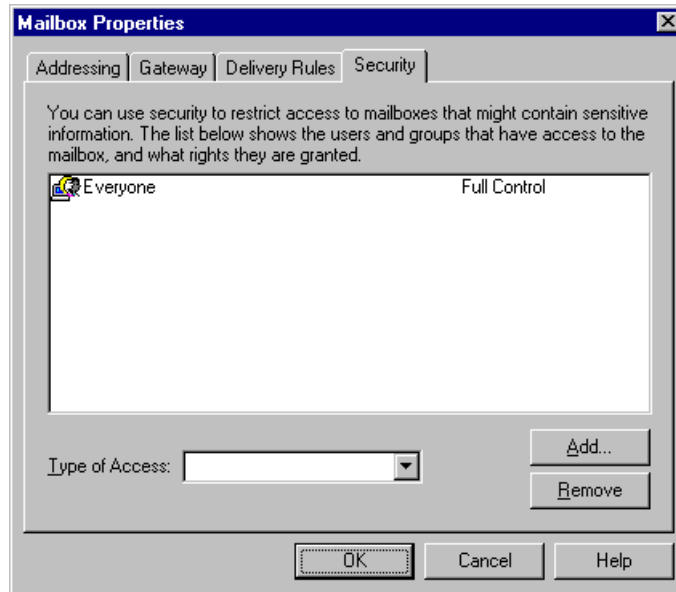 Mailbox Properties
Addressing Gateway Delivery Rules Security
You can use security to restrict access to mailboxes that might contain sensitive
information. The list below shows the users and groups that have access to the
mailbox, and what rights they are granted.
Everyone Full Control
Add...
Type of Access:
Remove
OK Cancel Help